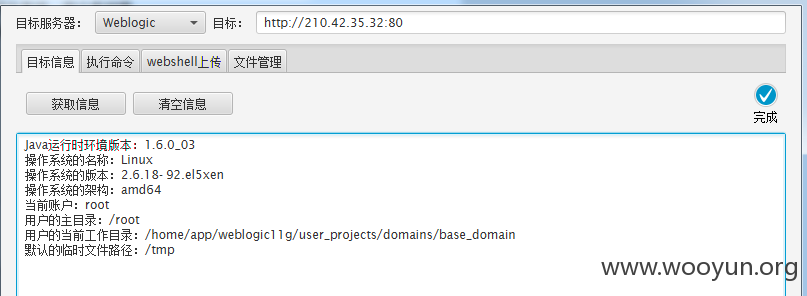 目标服务器： Weblogic 目标： http://210.42.35.32:80
目标信息 执行命令 webshell上传 文件管理
获取信息 清空信息
完成
Java运行时环境版本：1.6.0_03
操作系统的名称：Linux
操作系统的版本：2.6.18-92.el5xen
操作系统的架构：amd64
当前账户：root
用户的主目录：/root
用户的当前工作目录：/home/app/weblogic11g/user_projects/domains/base_domain
默认的临时文件路径：/tmp
www.wooyun.org